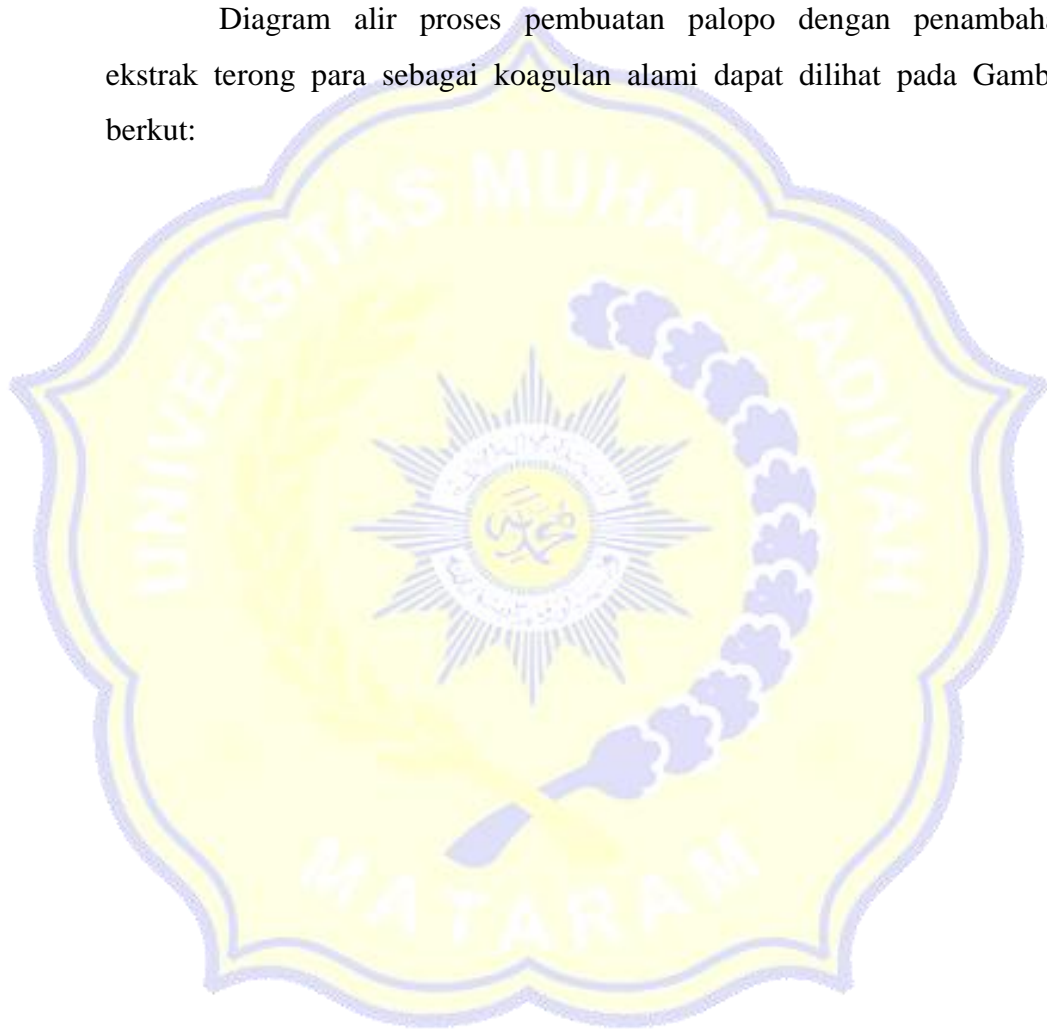 Diagram alir proses pembuatan palopo dengan penambaha
ekstrak terong para sebagai koagulan alami dapat dilihat pada Gamb
berkut:
UNIVERSITAS MUHAMMADIYAH
MATARAM